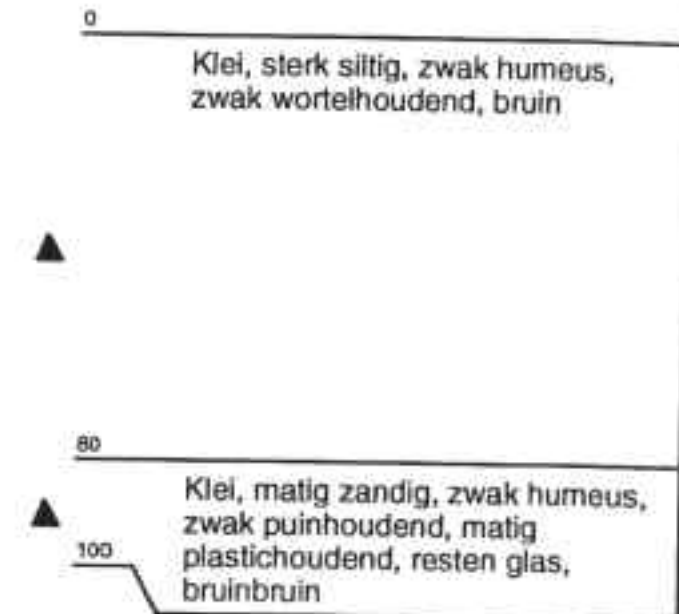 0
Klei, sterk siltig, zwak humeus,
zwak wortelhoudend, bruin
80
Klei, matig zandig, zwak humeus,
zwak puinhoudend, matig
100
plastichoudend, resten glas,
bruinbruin